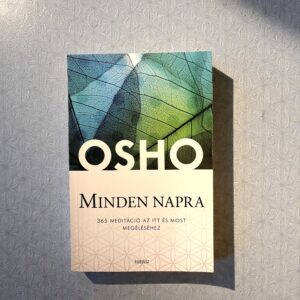 OSHO
MINDEN NAPRA
365 MEDITÁCIÓ AZ ITT ÉS MOST
MEGÉLÉSÉHEZ